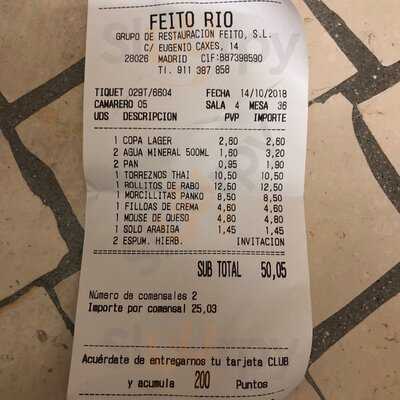 FEITO RIO
GRUPO DE RESTAURACION FEITO, S.L.
C/ EUGENIO CAXES, 14
28026 MADRID CIF:B87398590
Tl. 911 387 858
TIQUET 029T/6604 FECHA 14/10/2018
CAMARERO 05 SALA 4 MESA 36
UDS DESCRIPCION PVP IMPORTE
1 COPA LAGER 2,60 2,60
2 AGUA MINERAL 500ML 1,60 3,20
2 PAN 0,95 1,90
1 TORREZNOS THAI 10,50 10,50
1 ROLLITOS DE RABO 12,50 12,50
1 MORCILLITAS PANKO 8,50 8,50
1 FILLOAS DE CREMA 4,60 4,60
1 MOUSE DE QUESO 4,80 4,80
1 SOLO ARABIGA 1,45 1,45
2 ESPUM. HIERB. INVITACION
SUB TOTAL 50,05
Número de comensales 2
Importe por comensal 25,03
Acuérdate de entregarnos tu tarjeta CLUB
y acumula 200 Puntos